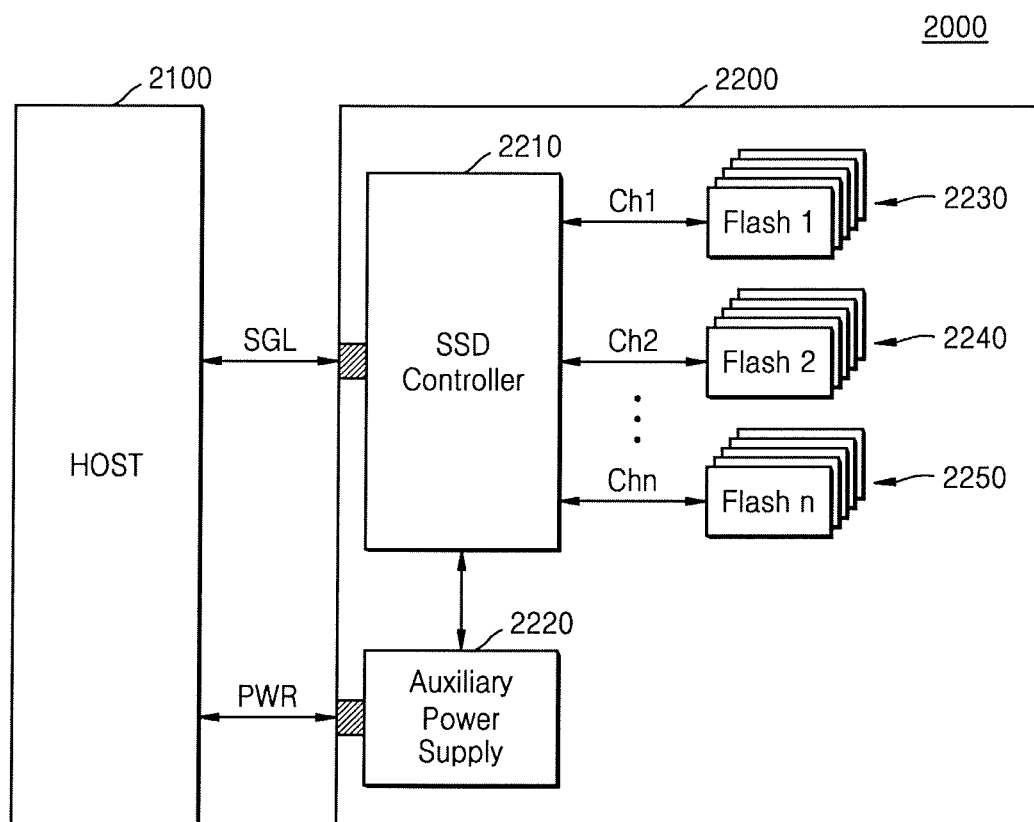 2000
2100
2200
2210
Ch1
Flash 1
2230
SGL
SSD
Controller
Ch2
Flash 2
2240
HOST
Chn
Flash n
2250
2220
PWR
Auxiliary
Power
Supply